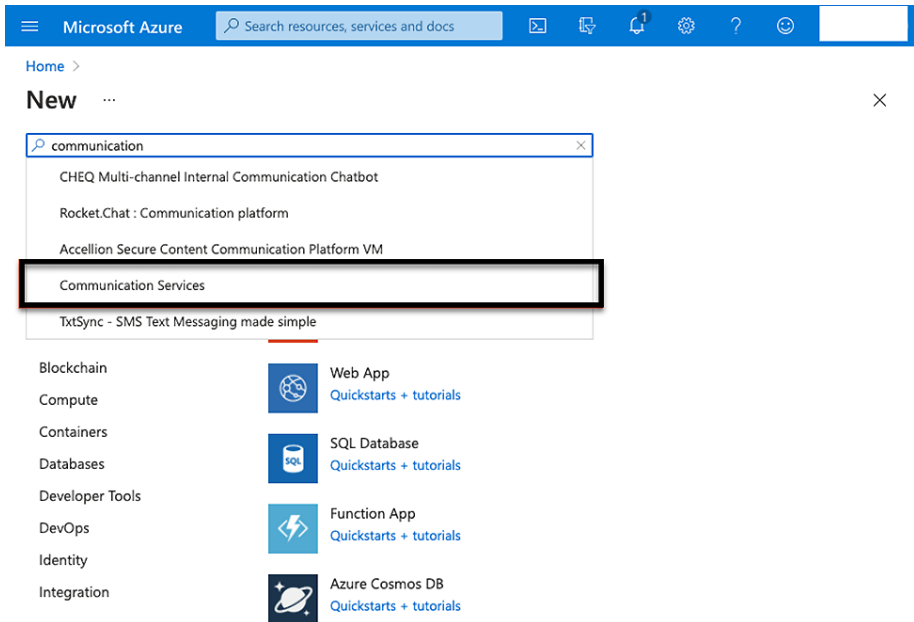 Microsoft Azure
Search resources, services and docs
1
Home
New ...
communication
CHEQ Multi-channel Internal Communication Chatbot
Rocket.Chat : Communication platform
Accellion Secure Content Communication Platform VM
Communication Services
TxtSync - SMS Text Messaging made simple
Blockchain
Compute
Containers
Databases
Developer Tools
DevOps
Identity
Integration
Web App
Quickstarts + tutorials
SQL
SQL Database
Quickstarts + tutorials
Function App
Quickstarts + tutorials
Azure Cosmos DB
Quickstarts + tutorials